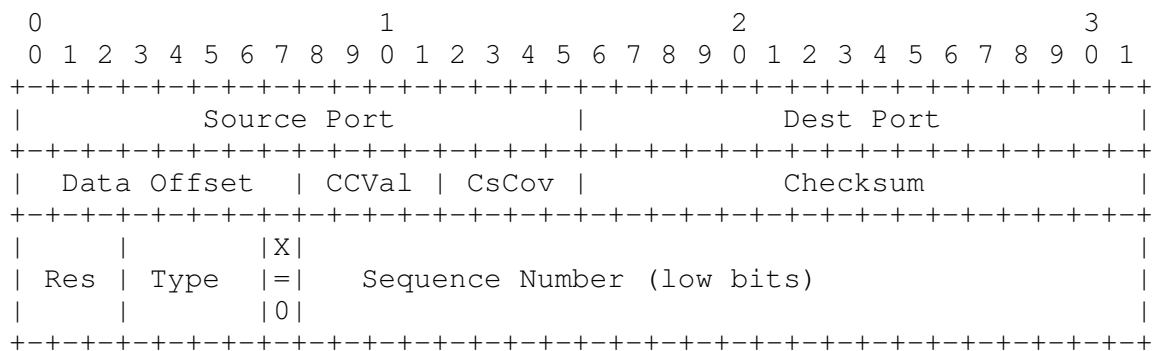 0                   1                   2                   3
 0 1 2 3 4 5 6 7 8 9 0 1 2 3 4 5 6 7 8 9 0 1 2 3 4 5 6 7 8 9 0 1
+-+-+-+-+-+-+-+-+-+-+-+-+-+-+-+-+-+-+-+-+-+-+-+-+-+-+-+-+-+-+-+-+
|          Source Port          |           Dest Port           |
+-+-+-+-+-+-+-+-+-+-+-+-+-+-+-+-+-+-+-+-+-+-+-+-+-+-+-+-+-+-+-+-+
|  Data Offset  | CCVal | CsCov |           Checksum            |
+-+-+-+-+-+-+-+-+-+-+-+-+-+-+-+-+-+-+-+-+-+-+-+-+-+-+-+-+-+-+-+-+
|     |       |X|                                               |
| Res | Type  |=|   Sequence Number (low bits)                  |
|     |       |0|                                               |
+-+-+-+-+-+-+-+-+-+-+-+-+-+-+-+-+-+-+-+-+-+-+-+-+-+-+-+-+-+-+-+-+